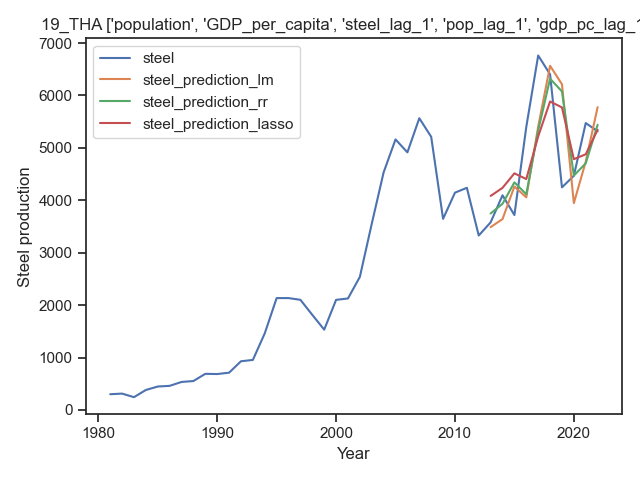 19_THA ['population', 'GDP_per_capita', 'steel_lag_1', 'pop_lag_1', 'gdp_pc_lag_1
7000
6000
5000
4000
3000
2000
1000
0
steel
steel_prediction_lm
steel_prediction_rr
steel_prediction_lasso
Steel production
1980
1990
2000
2010
2020
Year